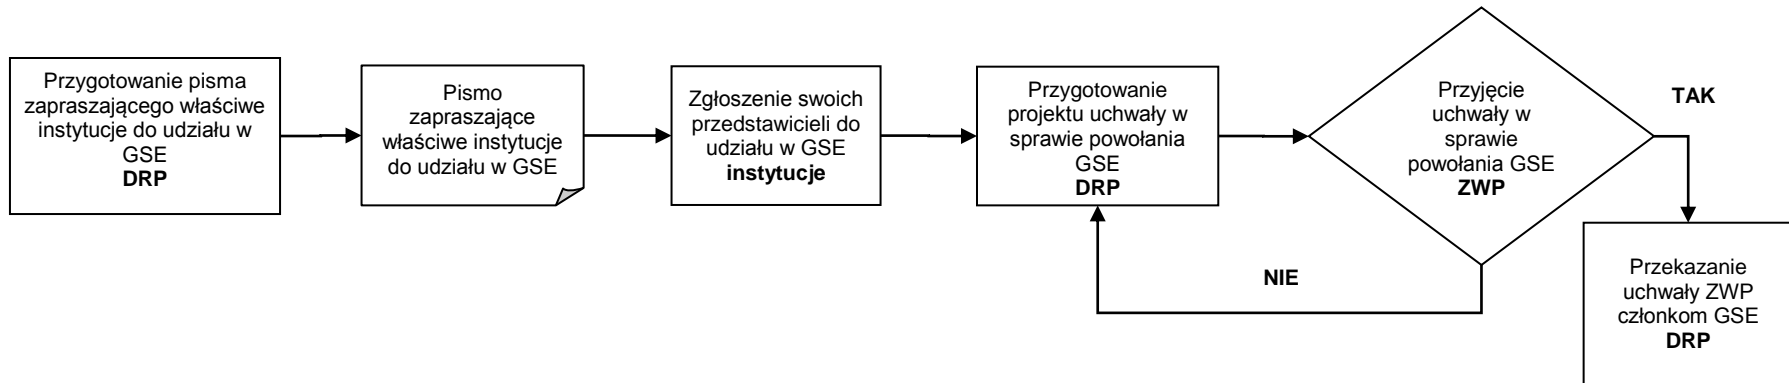 Przygotowanie pisma
zapraszającego właściwe
instytucje do udziału w
GSE
DRP
Pismo
zapraszające
właściwe instytucje
do udziału w GSE
Zgłoszenie swoich
przedstawicieli do
udziału w GSE
instytucje
Przygotowanie
projektu uchwały w
sprawie powołania
GSE
DRP
Przyjęcie
uchwały w
sprawie
powołania GSE
ZWP
TAK
NIE
Przekazanie
uchwały ZWP
członkom GSE
DRP